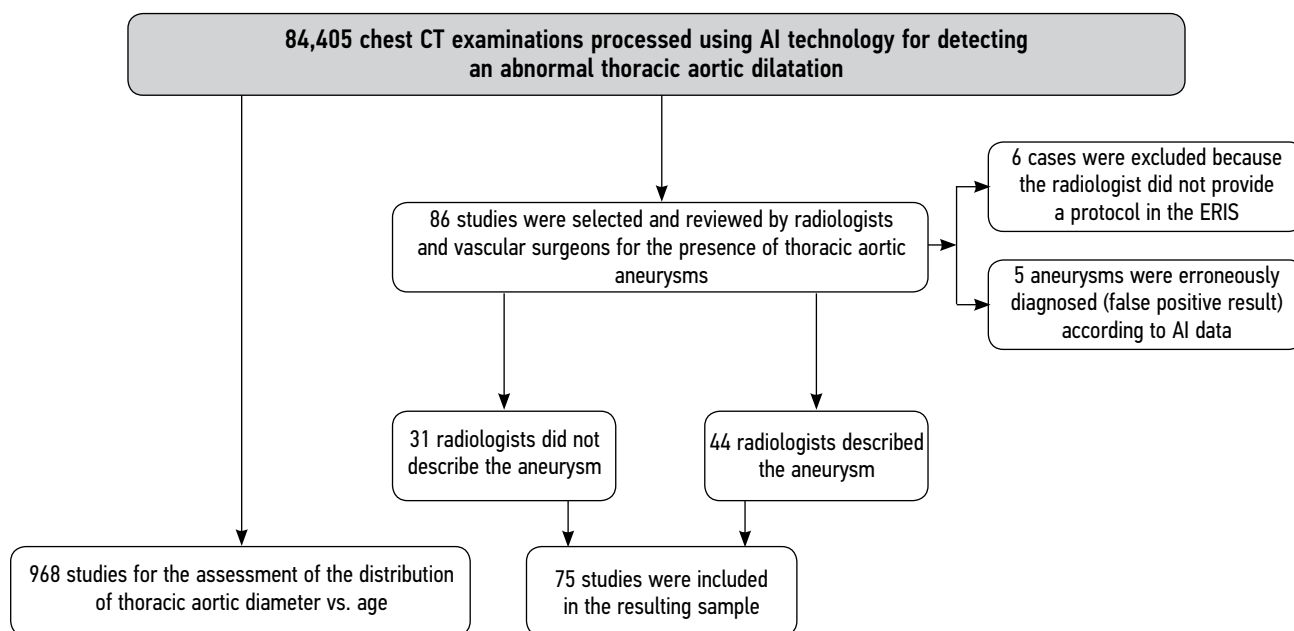 84,405 chest CT examinations processed using AI technology for detecting
an abnormal thoracic aortic dilatation
6 cases were excluded because
the radiologist did not provide
a protocol in the ERIS
86 studies were selected and reviewed by radiologists
and vascular surgeons for the presence of thoracic aortic
aneurysms
5 aneurysms were erroneously
diagnosed (false positive result)
according to AI data
31 radiologists did not
describe the aneurysm
44 radiologists described
the aneurysm
968 studies for the assessment of the distribution
of thoracic aortic diameter vs. age
75 studies were included
in the resulting sample